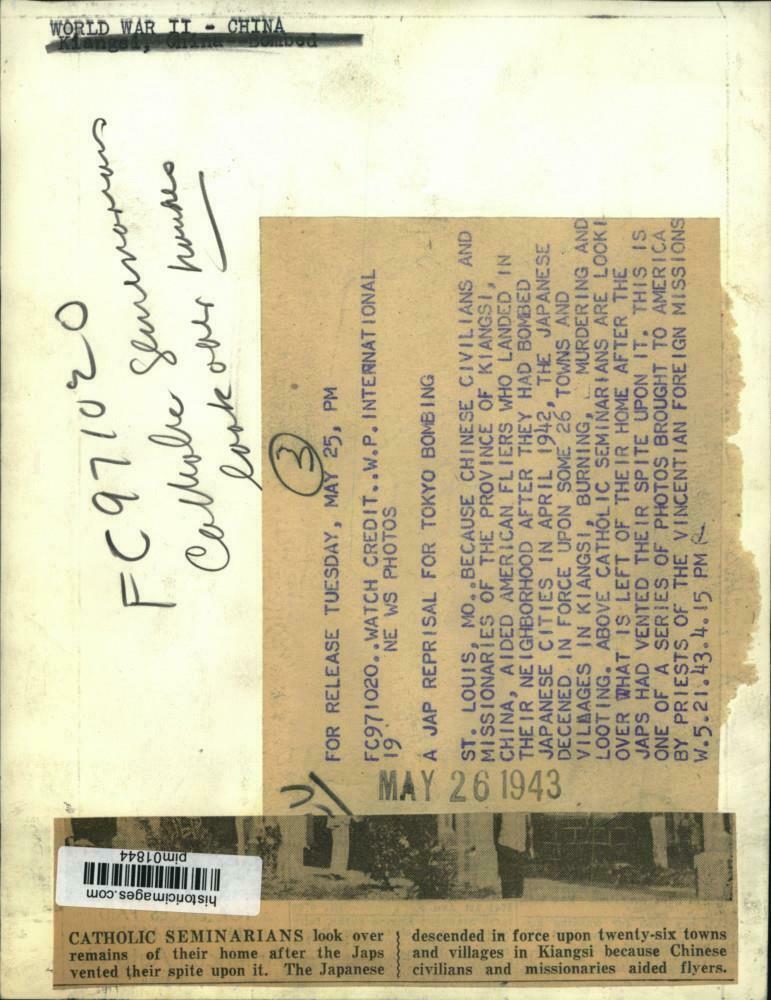 WORLD WAR II - CHINA
Kiangsi, China--Bombed
FC971020
Catholic Seminarians
look over
FOR RELEASE TUESDAY, MAY 25, PM
3
FC971020..WATCH CREDIT..W.P.INTERNATIONAL
19 NE WS PHOTOS
A JAP REPRISAL FOR TOKYO BOMBING
ST. LOUIS, MO..BECAUSE CHINESE CIVILIANS AND
MISSIONARIES OF THE PROVINCE OF KIANGSI,
CHINA, AIDED AMERICAN FLIERS WHO LANDED IN
THEIR NEIGHBORHOOD AFTER THEY HAD BOMBED
JAPANESE CITIES IN APRIL 1942, THE JAPANESE
DECENED IN FORCE UPON SOME 26 TOWNS AND
VILLAGES IN KIANGSI, BURNING, MURDERING AND
LOOTING. ABOVE CATHOLIC SEMINARIANS ARE LOOKI
OVER WHAT IS LEFT OF THEIR HOME AFTER THE
JAPS HAD VENTED THEIR SPITE UPON IT. THIS IS
ONE OF A SERIES OF PHOTOS BROUGHT TO AMERICA
BY PRIESTS OF THE VINCENTIAN FOREIGN MISSIONS
W.5.21.43.4.15 PM
MAY 26 1943
historicimages.com
pim01844
CATHOLIC SEMINARIANS look over
remains of their home after the Japs
vented their spite upon it. The Japanese
descended in force upon twenty-six towns
and villages in Kiangsi because Chinese
civilians and missionaries aided flyers.